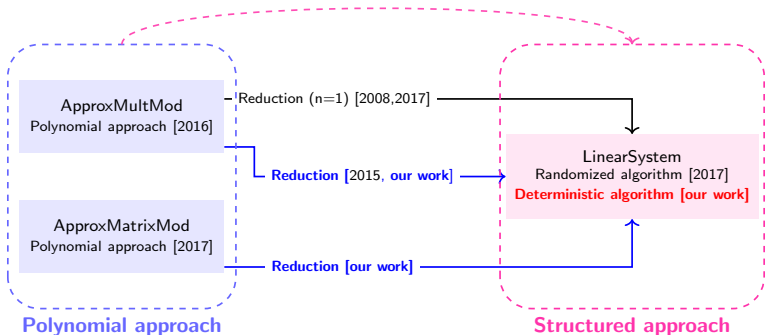 ApproxMultMod
Polynomial approach [2016]
Reduction (n=1) [2008,2017]
Reduction [2015, our work]
LinearSystem
Randomized algorithm [2017]
Deterministic algorithm [our work]
ApproxMatrixMod
Polynomial approach [2017]
Reduction [our work]
Polynomial approach
Structured approach